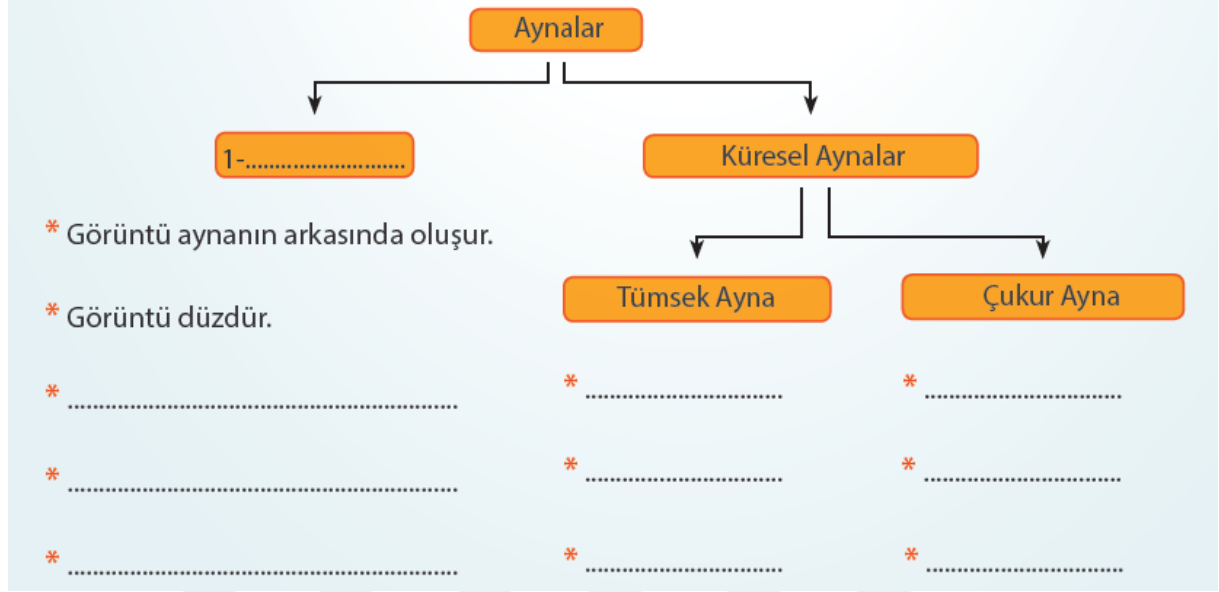 Aynalar
1-..........................
Küresel Aynalar
* Görüntü aynanın arkasında oluşur.
* Görüntü düzdür.
Tümsek Ayna
Çukur Ayna
* ................................................................
* ................................
* ................................
* ................................................................
* ................................
* ................................
* ................................................................
* ................................
* ................................